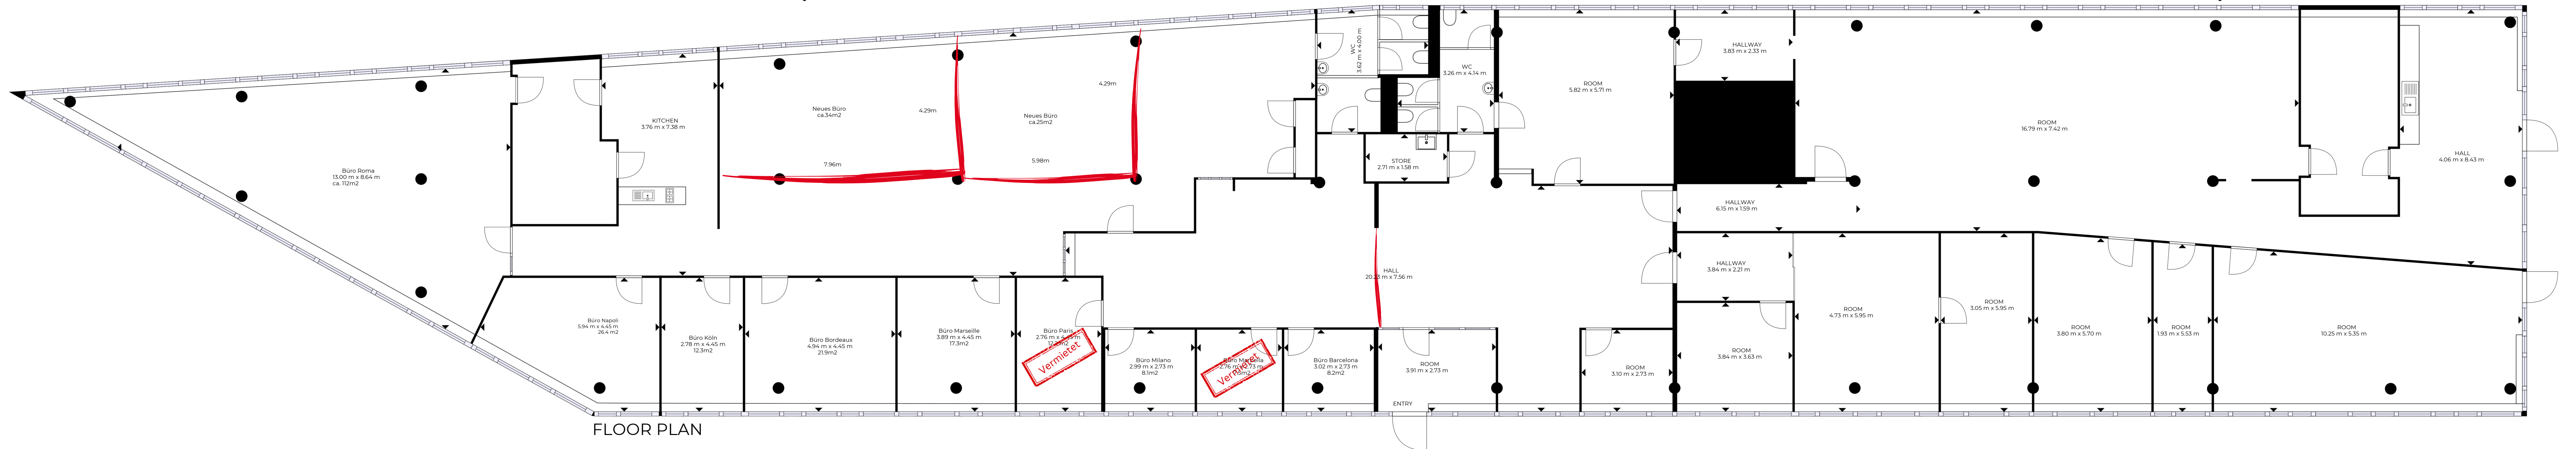 HALLWAY
3.83 m x 2.33 m
WC
3.62 m x 4.00 m
WC
3.26 m x 4.14 m
ROOM
5.82 m x 5.71 m
4.29m
Neues Büro
ca.34m2
4.29m
Neues Büro
ca.25m2
KITCHEN
3.76 m x 7.38 m
ROOM
16.79 m x 7.42 m
HALL
4.06 m x 8.43 m
7.96m
5.98m
STORE
2.71 m x 1.58 m
Büro Roma
13.00 m x 8.64 m
ca. 112m2
HALLWAY
6.15 m x 1.59 m
HALLWAY
3.84 m x 2.21 m
HALL
m x 7.56 m
ROOM
3.05 m x 5.95 m
ROOM
4.73 m x 5.95 m
Büro Napoli
5.94 m x 4.45 m
26.4 m2
Büro Köln
2.78 m x 4.45 m
12.3m2
Büro Bordeaux
4.94 m x 4.45 m
21.9m2
Büro Marseille
3.89 m x 4.45 m
17.3m2
Büro Paris
2.76 m x
Vermietet
Büro Milano
2.99 m x 2.73 m
8.1m2
Vermietet
Büro Barcelona
3.02 m x 2.73 m
8.2m2
ROOM
3.91 m x 2.73 m
ROOM
3.10 m x 2.73 m
ROOM
3.84 m x 3.63 m
ROOM
3.80 m x 5.70 m
ROOM
1.93 m x 5.53 m
ROOM
10.25 m x 5.35 m
ENTRY
FLOOR PLAN